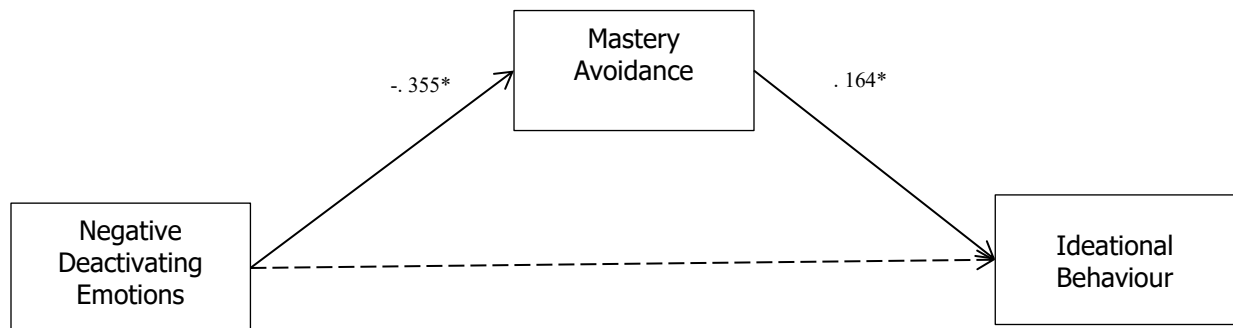 Mastery
Avoidance
-. 355*
. 164*
Negative
Deactivating
Emotions
Ideational
Behaviour